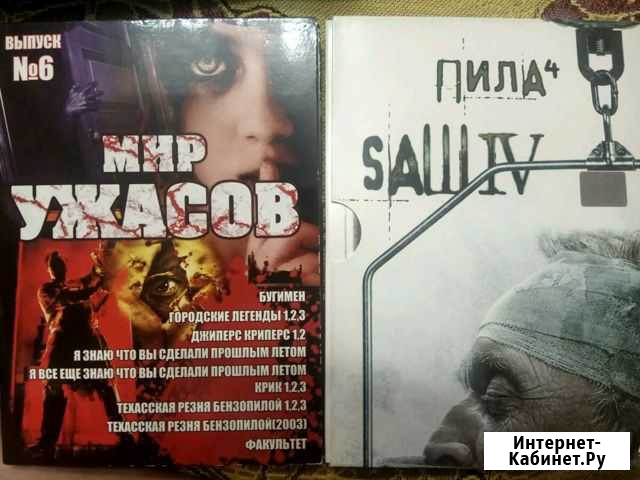 ВЫПУСК
№6
МИР
УЖАСОВ
БУГИМЕН
ГОРОДСКИЕ ЛЕГЕНДЫ 1,2,3
ДЖИПЕРС КРИПЕРС 1,2
Я ЗНАЮ ЧТО ВЫ СДЕЛАЛИ ПРОШЛЫМ ЛЕТОМ
Я ВСЕ ЕЩЕ ЗНАЮ ЧТО ВЫ СДЕЛАЛИ ПРОШЛЫМ ЛЕТОМ
КРИК 1,2,3
ТЕХАССКАЯ РЕЗНЯ БЕНЗОПИЛОЙ 1,2,3
ТЕХАССКАЯ РЕЗНЯ БЕНЗОПИЛОЙ(2003)
ФАКУЛЬТЕТ
ПИЛА 4
SAW IV
Интернет-
Кабинет.Ру